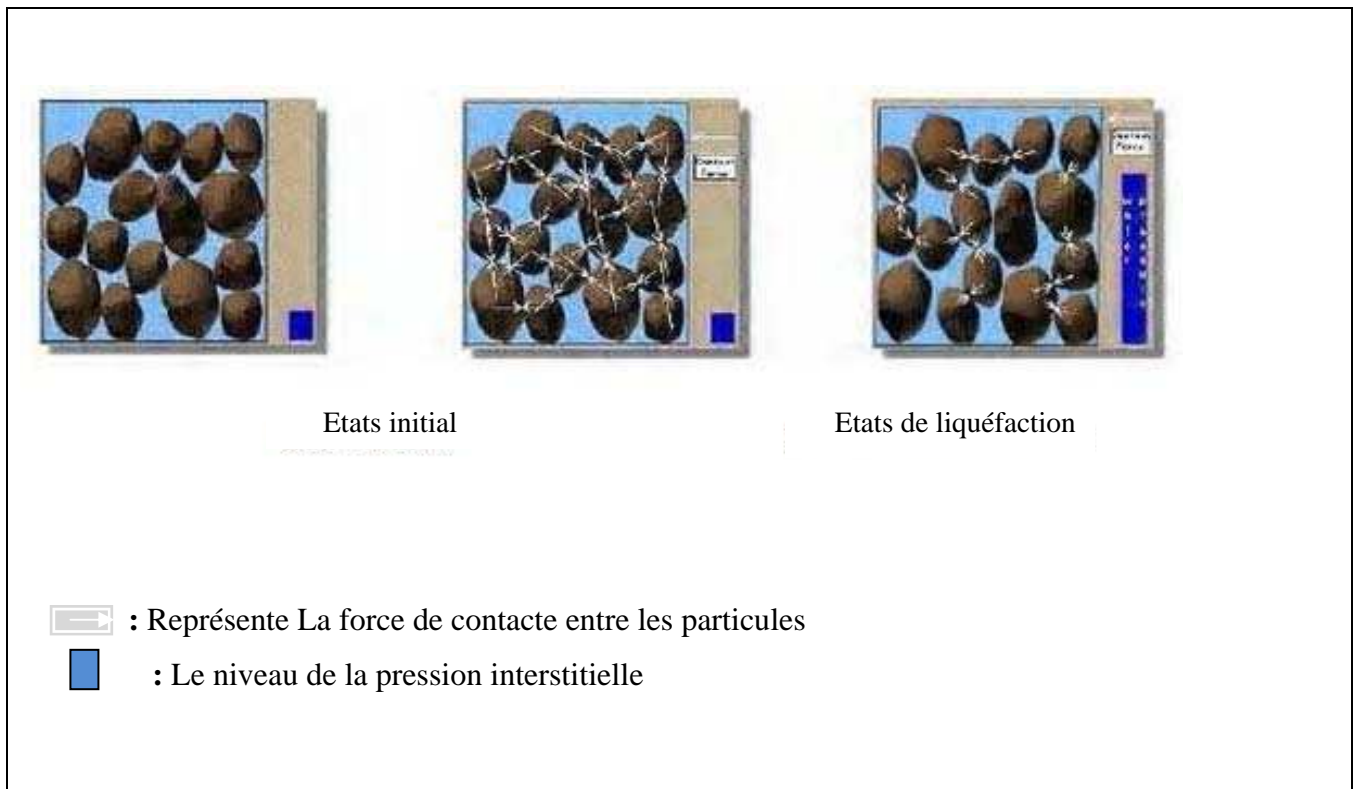 Etats initial
Etats de liquéfaction
: Représente La force de contacte entre les particules
: Le niveau de la pression interstitielle